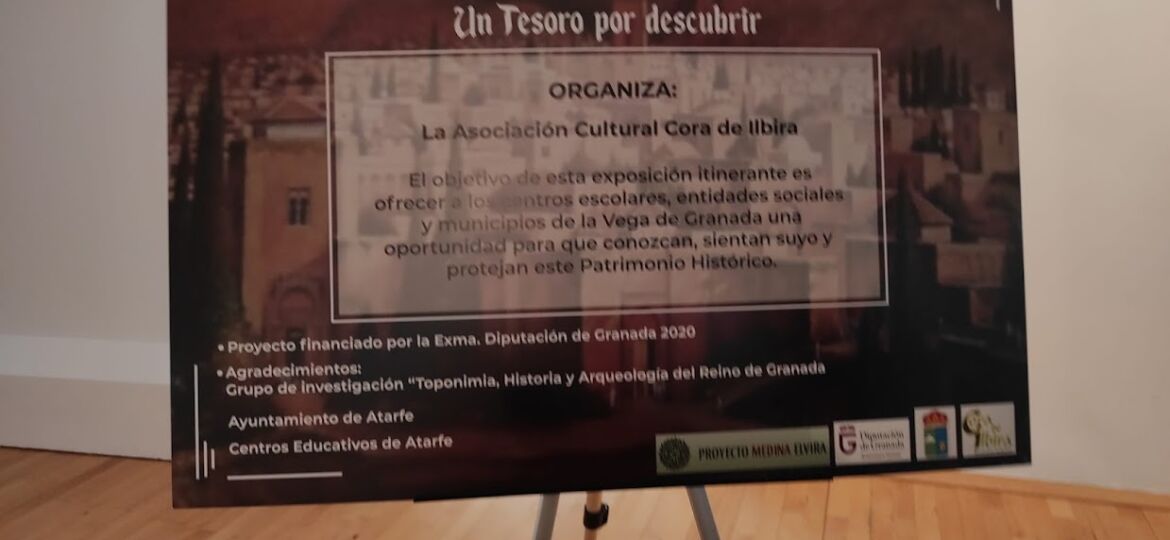 Un Tesoro por descubrir
ORGANIZA:
La Asociación Cultural Cora de Ilbira
El objetivo de esta exposición itinerante es
ofrecer a los centros escolares, entidades sociales
y municipios de la Vega de Granada una
oportunidad para que conozcan, sientan suyo y
protejan este Patrimonio Histórico.
• Proyecto financiado por la Exma. Diputación de Granada 2020
• Agradecimientos:
Grupo de investigación “Toponimia, Historia y Arqueología del Reino de Granada
Ayuntamiento de Atarfe
Centros Educativos de Atarfe
PROYECTO MEDINA ELVIRA
Diputación
de Granada
Ilbira